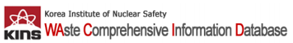 KINS
Korea Institute of Nuclear Safety
WAste Comprehensive Information Database